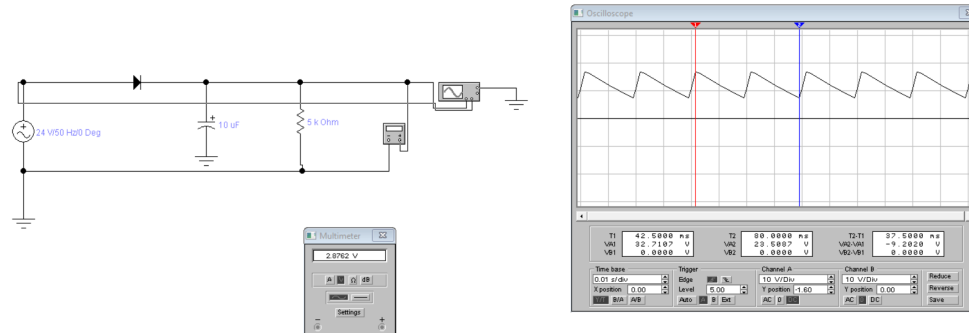 Oscilloscope
24 V/50 Hz/0 Deg
10 uF
5 k Ohm
Multimeter
2.8762 V
A Ω dB
Settings
T1 42.5000 ms T2 80.0000 ms T2-T1 37.5000 ms
VA1 32.7107 V VA2 23.5087 V VA2-VA1 -9.2020 V
VB1 0.0000 V VB2 0.0000 V VB2-VB1 0.0000 V
Time base Trigger Channel A Channel B
0.01 s/div Edge 10 V/Div 10 V/Div Reduce
X position 0.00 Level 5.00 Y position -1.60 Y position 0.00 Reverse
Y/T B/A A/B Auto A B Ext AC 0 DC AC 0 DC Save